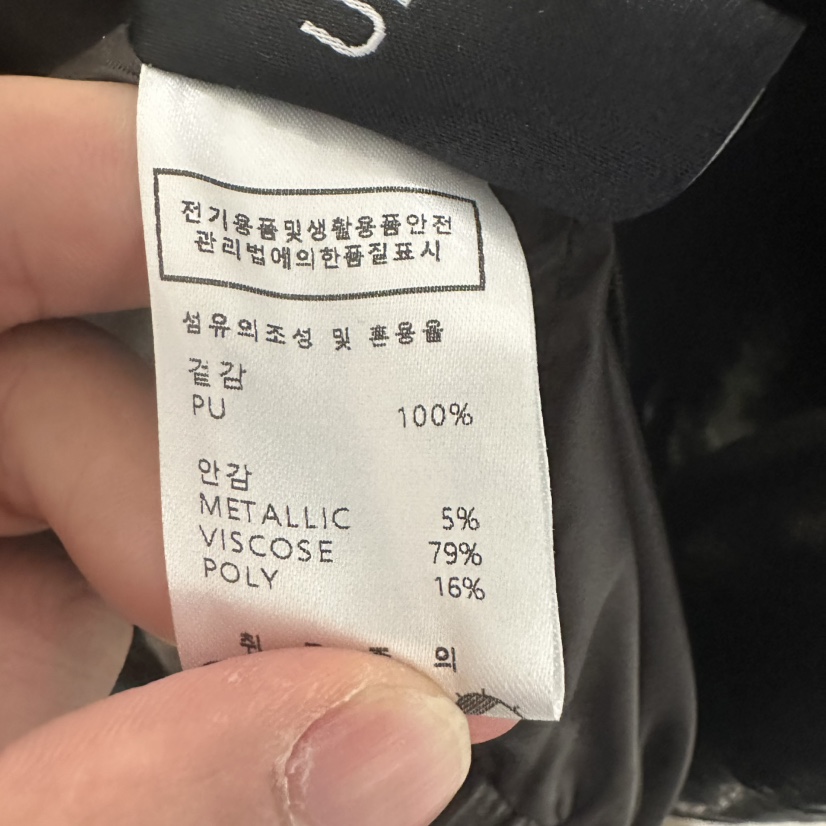 전기용품및생활용품안전
관리법에의한품질표시
섬유의조성 및 혼용율
겉감
PU 100%
안감
METALLIC 5%
VISCOSE 79%
POLY 16%
취 의